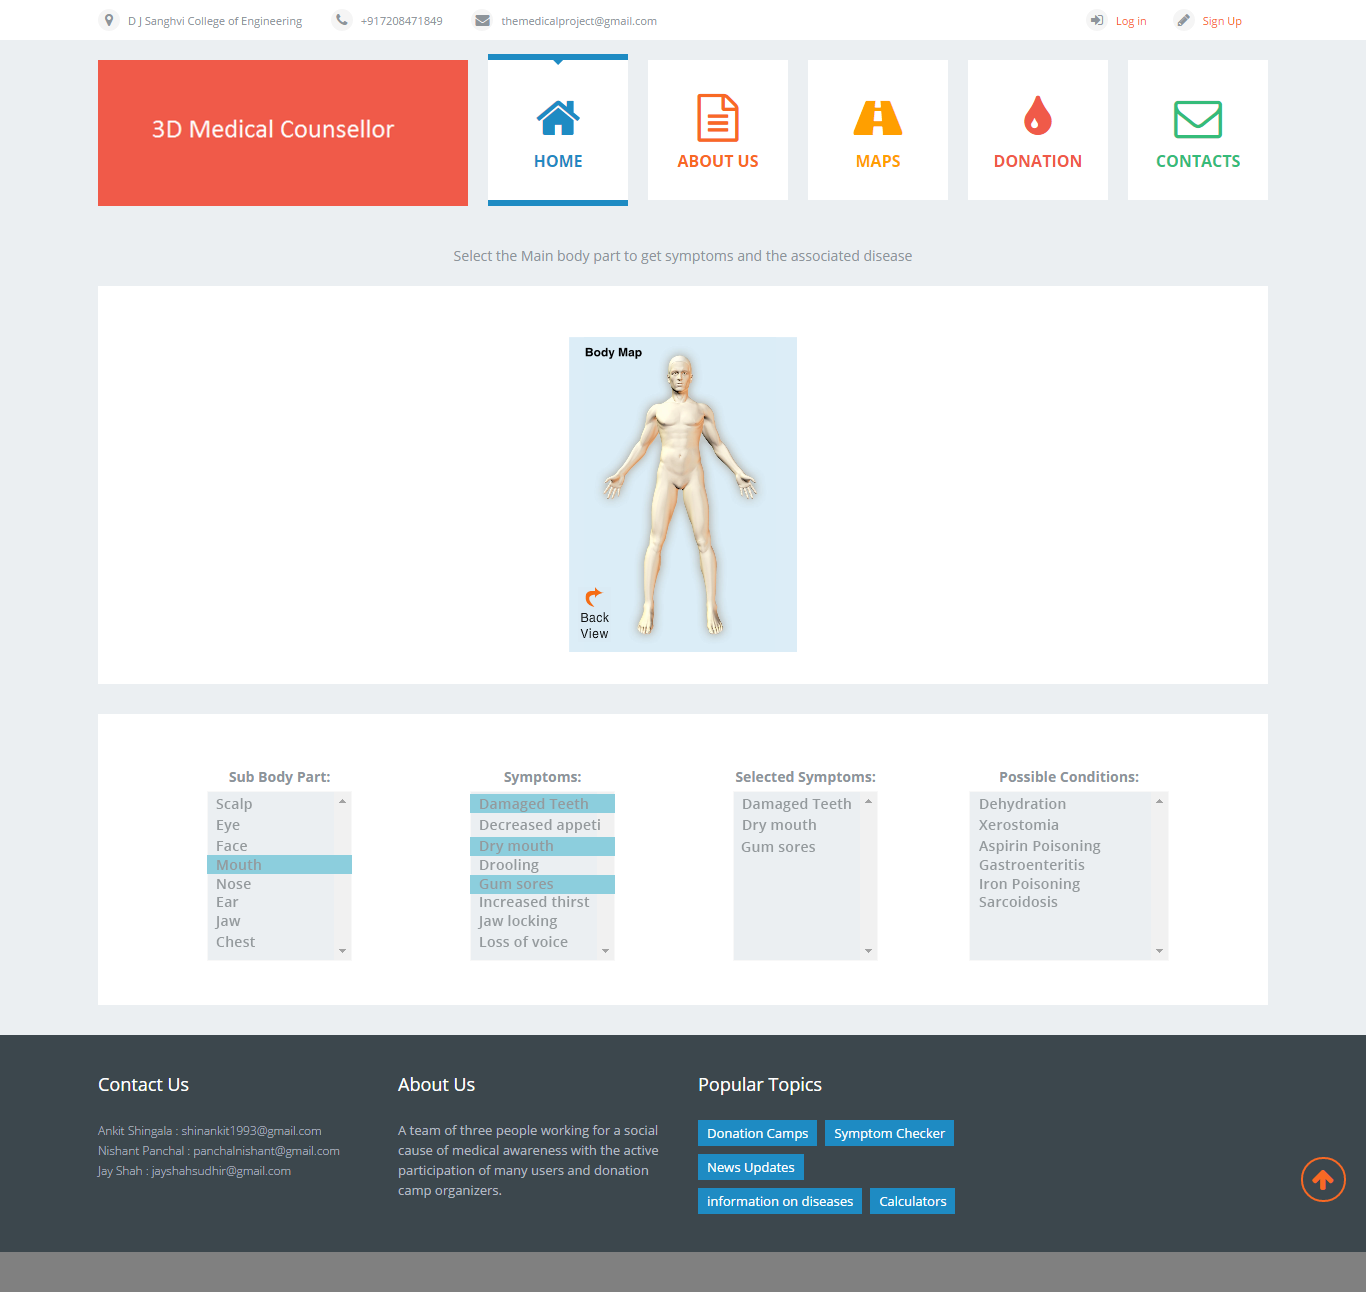 D J Sanghvi College of Engineering
+917208471849
themedicalproject@gmail.com
Log in
Sign Up
3D Medical Counsellor
HOME
ABOUT US
MAPS
DONATION
CONTACTS
Select the Main body part to get symptoms and the associated disease
Body Map
Back
View
Sub Body Part:
Scalp
Eye
Face
Mouth
Nose
Ear
Jaw
Chest
Symptoms:
Damaged Teeth
Decreased appeti
Dry mouth
Drooling
Gum sores
Increased thirst
Jaw locking
Loss of voice
Selected Symptoms:
Damaged Teeth
Dry mouth
Gum sores
Possible Conditions:
Dehydration
Xerostomia
Aspirin Poisoning
Gastroenteritis
Iron Poisoning
Sarcoidosis
Contact Us
Ankit Shingala : shinankit1993@gmail.com
Nishant Panchal : panchalnishant@gmail.com
Jay Shah : jayshahsudhir@gmail.com
About Us
A team of three people working for a social
cause of medical awareness with the active
participation of many users and donation
camp organizers.
Popular Topics
Donation Camps
Symptom Checker
News Updates
information on diseases
Calculators